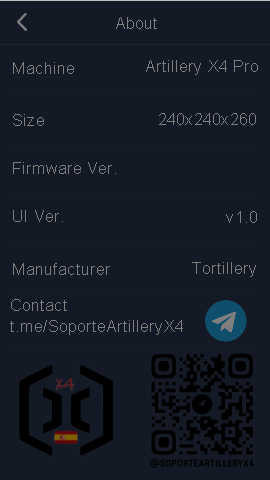 About
Machine Artillery X4 Pro
Size 240x240x260
Firmware Ver.
UI Ver. v1.0
Manufacturer Tortillery
Contact
t.me/SoporteArtilleryX4
X4
@SOPORTEARTILLERYX4